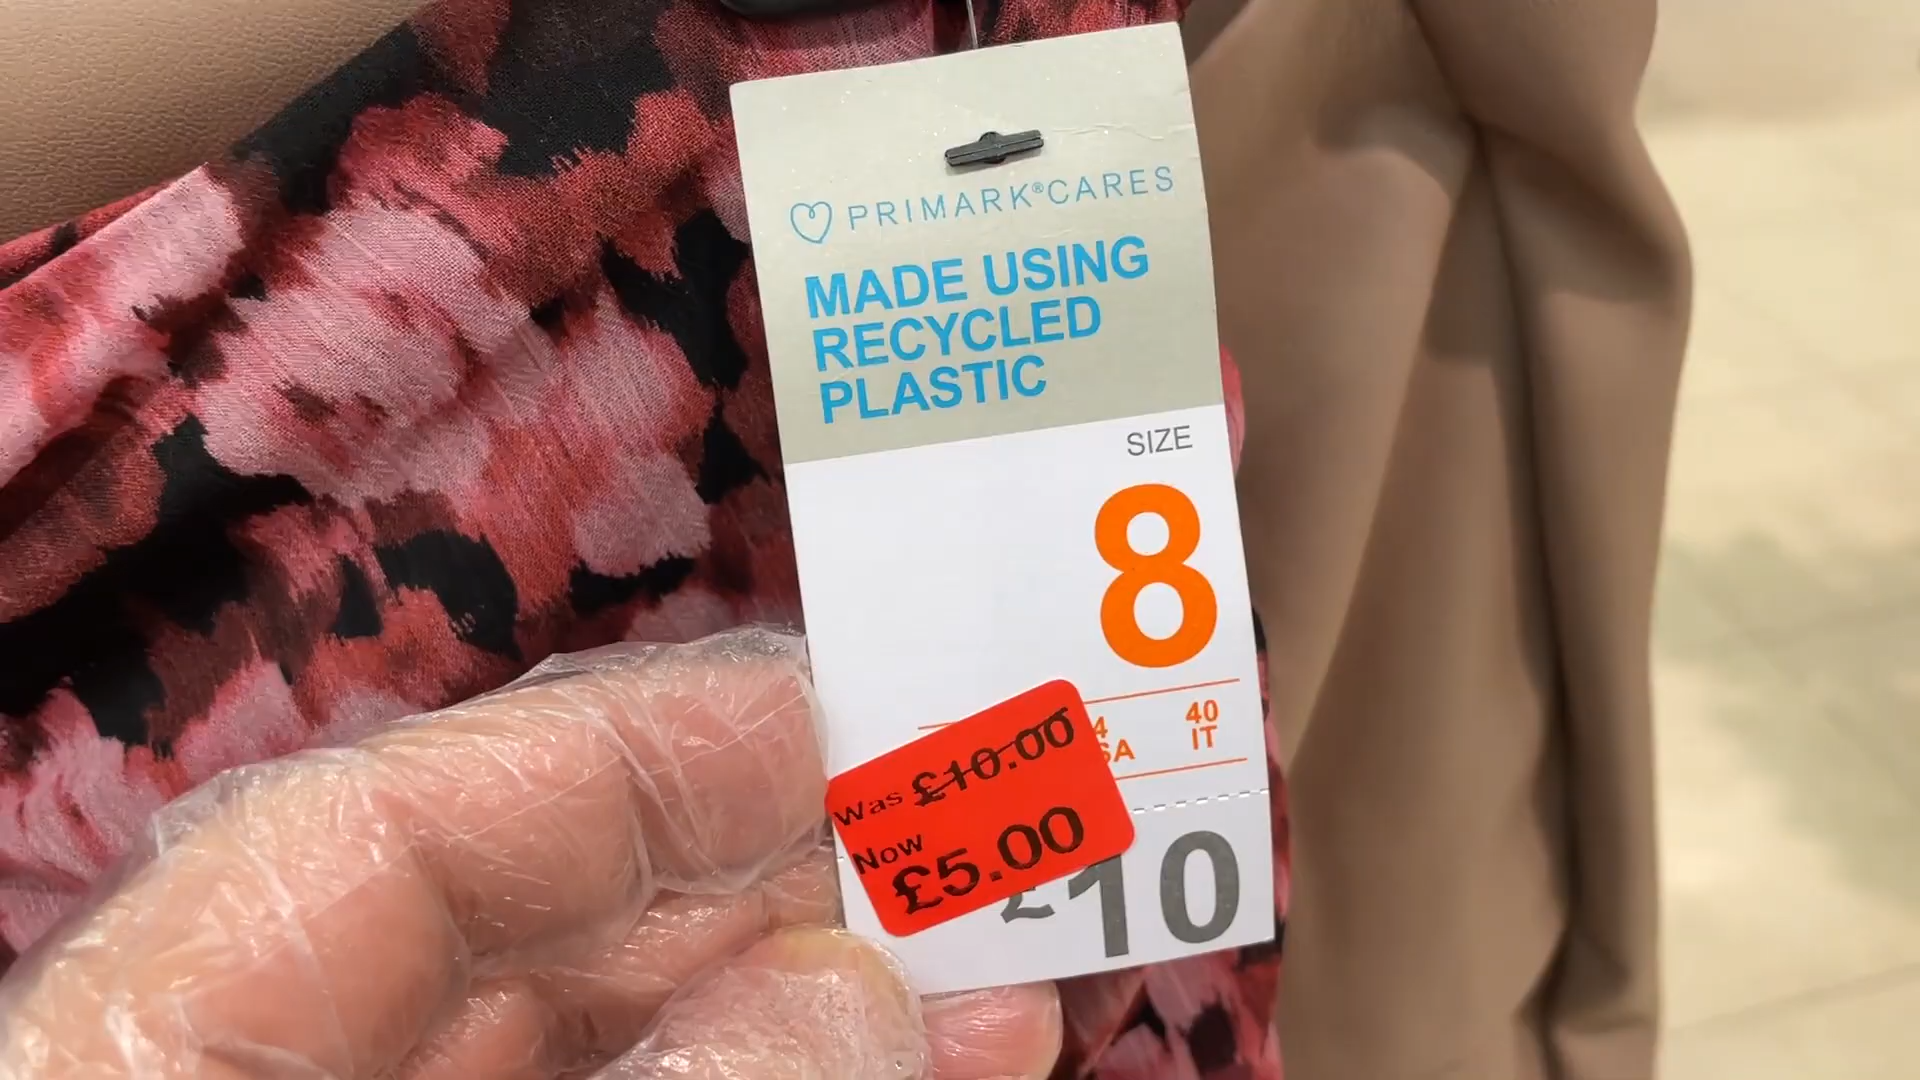 PRIMARK®CARES
MADE USING
RECYCLED
PLASTIC
SIZE
8
40
IT
Was £10.00
Now
£5.00
£10